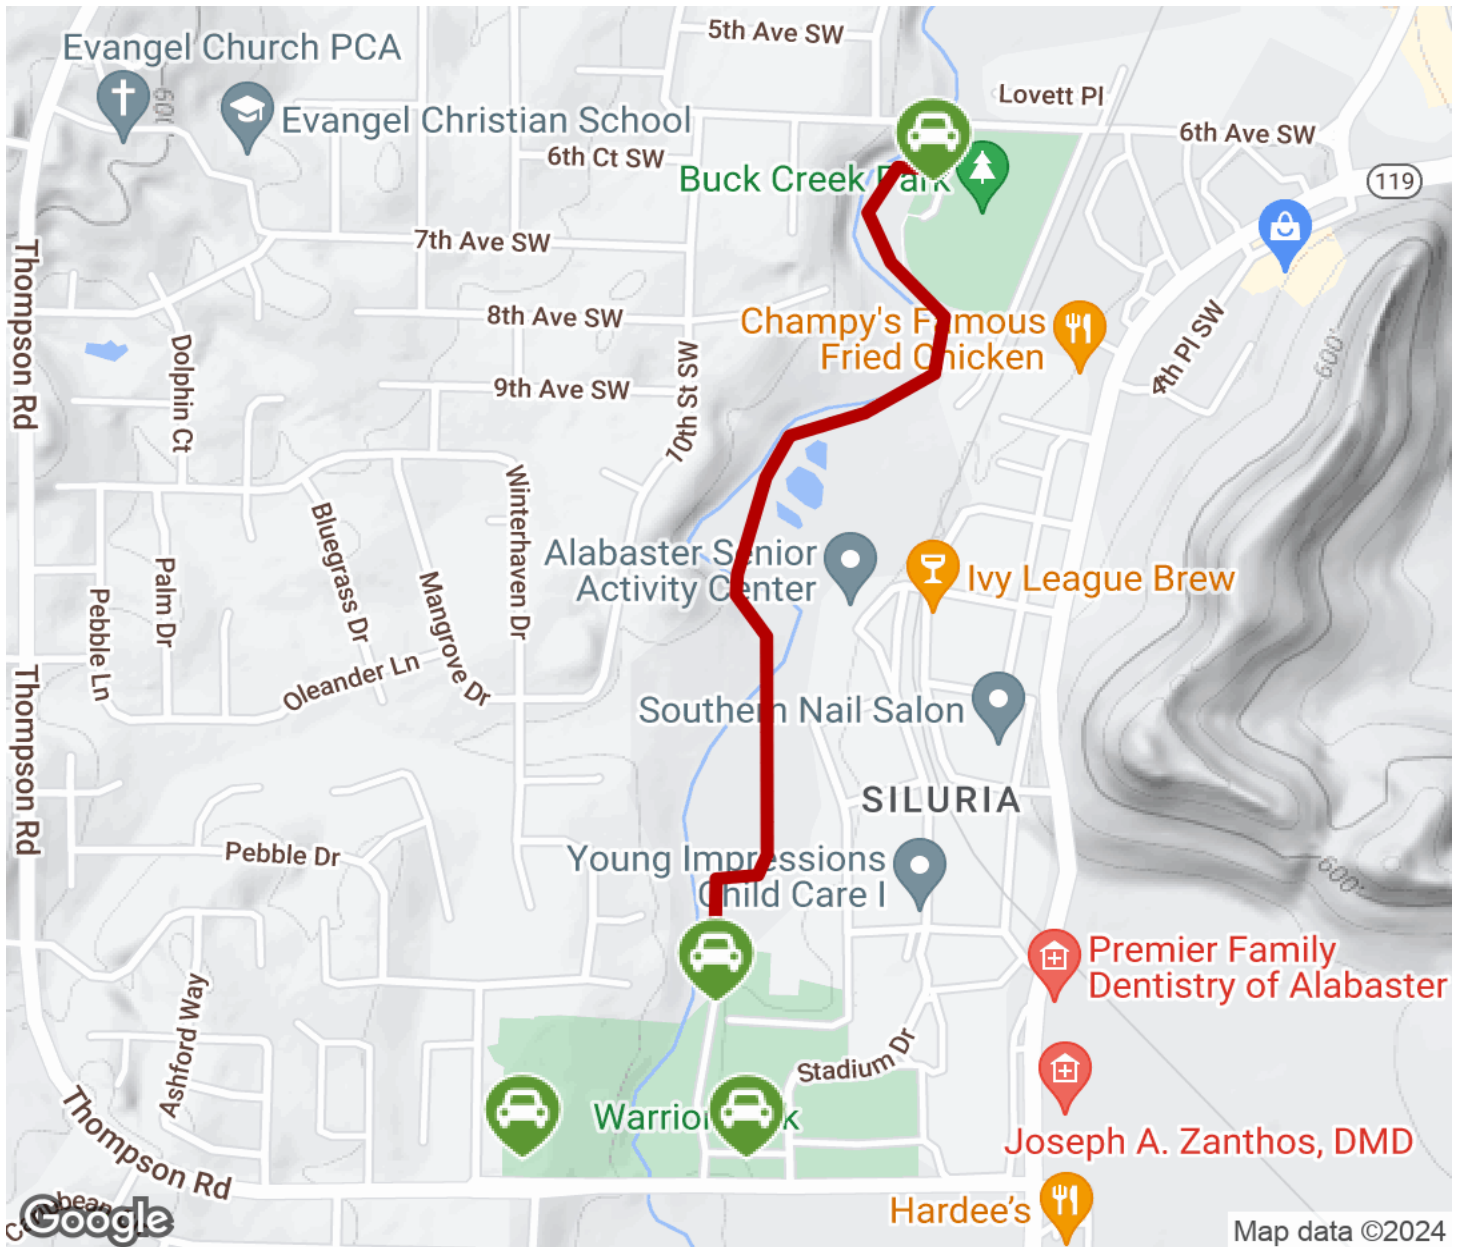 5th Ave SW
Evangel Church PCA
Lovett Pl
600'
Evangel Christian School
6th Ave SW
6th Ct SW
Buck Creek Park
119
7th Ave SW
Thompson Rd
8th Ave SW
Champy's Famous
Fried Chicken
4th Pl SW
600'
Dolphin Ct
9th Ave SW
10th St SW
Winterhaven Dr
Bluegrass Dr
Alabaster Senior
Activity Center
Ivy League Brew
Palm Dr
Pebble Ln
Mangrove Dr
Oleander Ln
Thompson Rd
Southern Nail Salon
SILURIA
Pebble Dr
Young Impressions
Child Care I
600'
Premier Family
Dentistry of Alabaster
Ashford Way
Stadium Dr
Warrior
k
Thompson Rd
Joseph A. Zanthos, DMD
Hardee's
Google
Map data ©2024